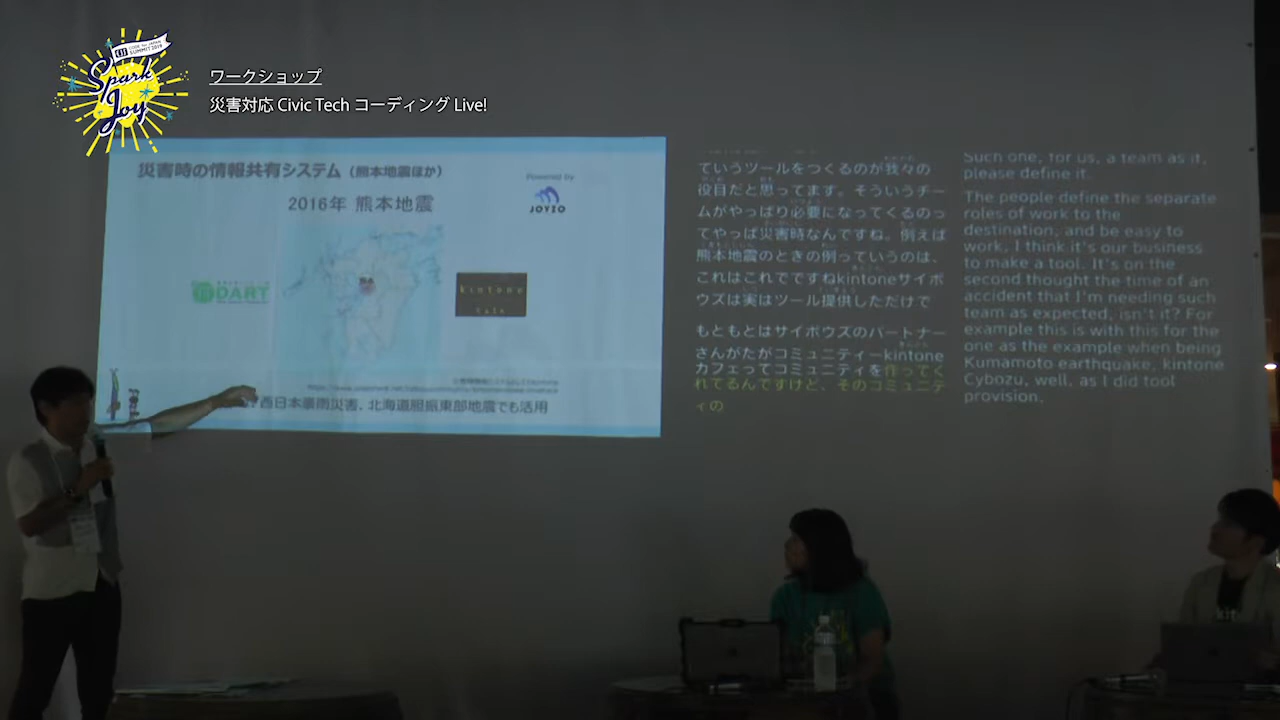 CODE for JAPAN
SUMMIT 2019
Spark
Joy
ワークショップ
災害対応 Civic Tech コーディング Live!
災害時の情報共有システム（熊本地震ほか）
Powered by
JOYZO
2016年 熊本地震
DART
kintone
西日本豪雨災害、北海道胆振東部地震でも活用
ていうツールをつくるのが我々の
役目だと思ってます。そういうチー
ムがやっぱり必要になってくるのっ
てやっぱ災害時なんですね。例えば
熊本地震のときの例っていうのは、
これはこれでですねkintoneサイボ
ウズは実はツール提供しただけで
もともとはサイボウズのパートナー
さんがたがコミュニティーkintone
カフェってコミュニティを作ってく
れてるんですけど、そのコミュニテ
ィの
Such one, for us, a team as it,
please define it.
The people define the separate
roles of work to the
destination, and be easy to
work, I think it's our business
to make a tool. It's on the
second thought the time of an
accident that I'm needing such
team as expected, isn't it? For
example this is with this for the
one as the example when being
Kumamoto earthquake, kintone
Cybozu, well, as I did tool
provision.
kit